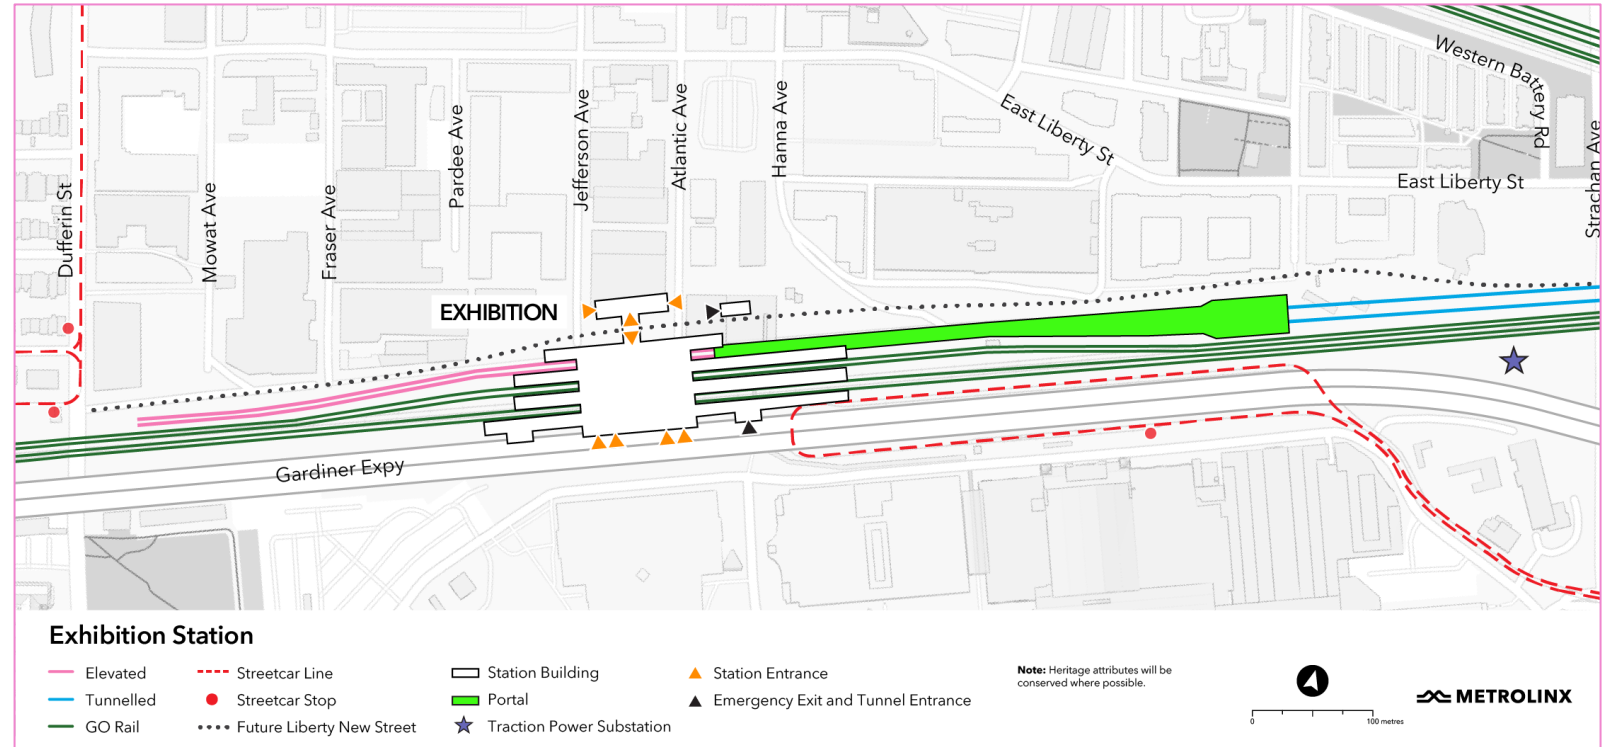 Western Battery Rd
East Liberty St
East Liberty St
Strachan Ave
Hanna Ave
Atlantic Ave
Jefferson Ave
Pardee Ave
Fraser Ave
Mowat Ave
Dufferin St
EXHIBITION
Gardiner Expy
Exhibition Station
Elevated
Tunnelled
GO Rail
Streetcar Line
Streetcar Stop
Future Liberty New Street
Station Building
Portal
Traction Power Substation
Station Entrance
Emergency Exit and Tunnel Entrance
Note: Heritage attributes will be
conserved where possible.
0 100 metres
METROLINX